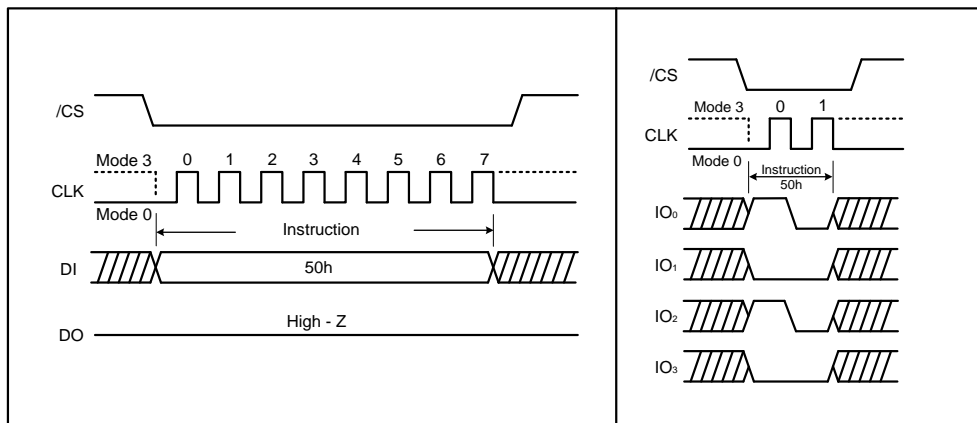 /CS
Mode 3 0 1 2 3 4 5 6 7
CLK
Mode 0
Instruction
DI 50h
High - Z
DO
/CS
Mode 3 0 1
CLK
Mode 0
Instruction
50h
IO₀
IO₁
IO₂
IO₃